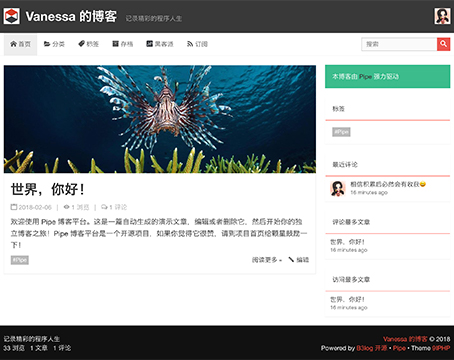 Vanessa 的博客 记录精彩的程序人生
首页 分类 标签 存档 黑客派 订阅 搜索
本博客由 Pipe 强力驱动
标签
#Pipe
最近评论
相信积累后必然会有收获😄
16 minutes ago
评论最多文章
世界，你好！
16 minutes ago
访问最多文章
世界，你好！
16 minutes ago
世界，你好！
2018-02-06 | 1 浏览 | 1 评论
欢迎使用 Pipe 博客平台。这是一篇自动生成的演示文章，编辑或者删除它，然后开始你的独
立博客之旅！Pipe 博客平台是一个开源项目，如果你觉得它很赞，请到项目首页给颗星鼓励一
下！
#Pipe 阅读更多 » 编辑
记录精彩的程序人生
33 浏览 1 文章 1 评论
Vanessa 的博客 © 2018
Powered by B3log 开源 • Pipe • Theme 9IPHP